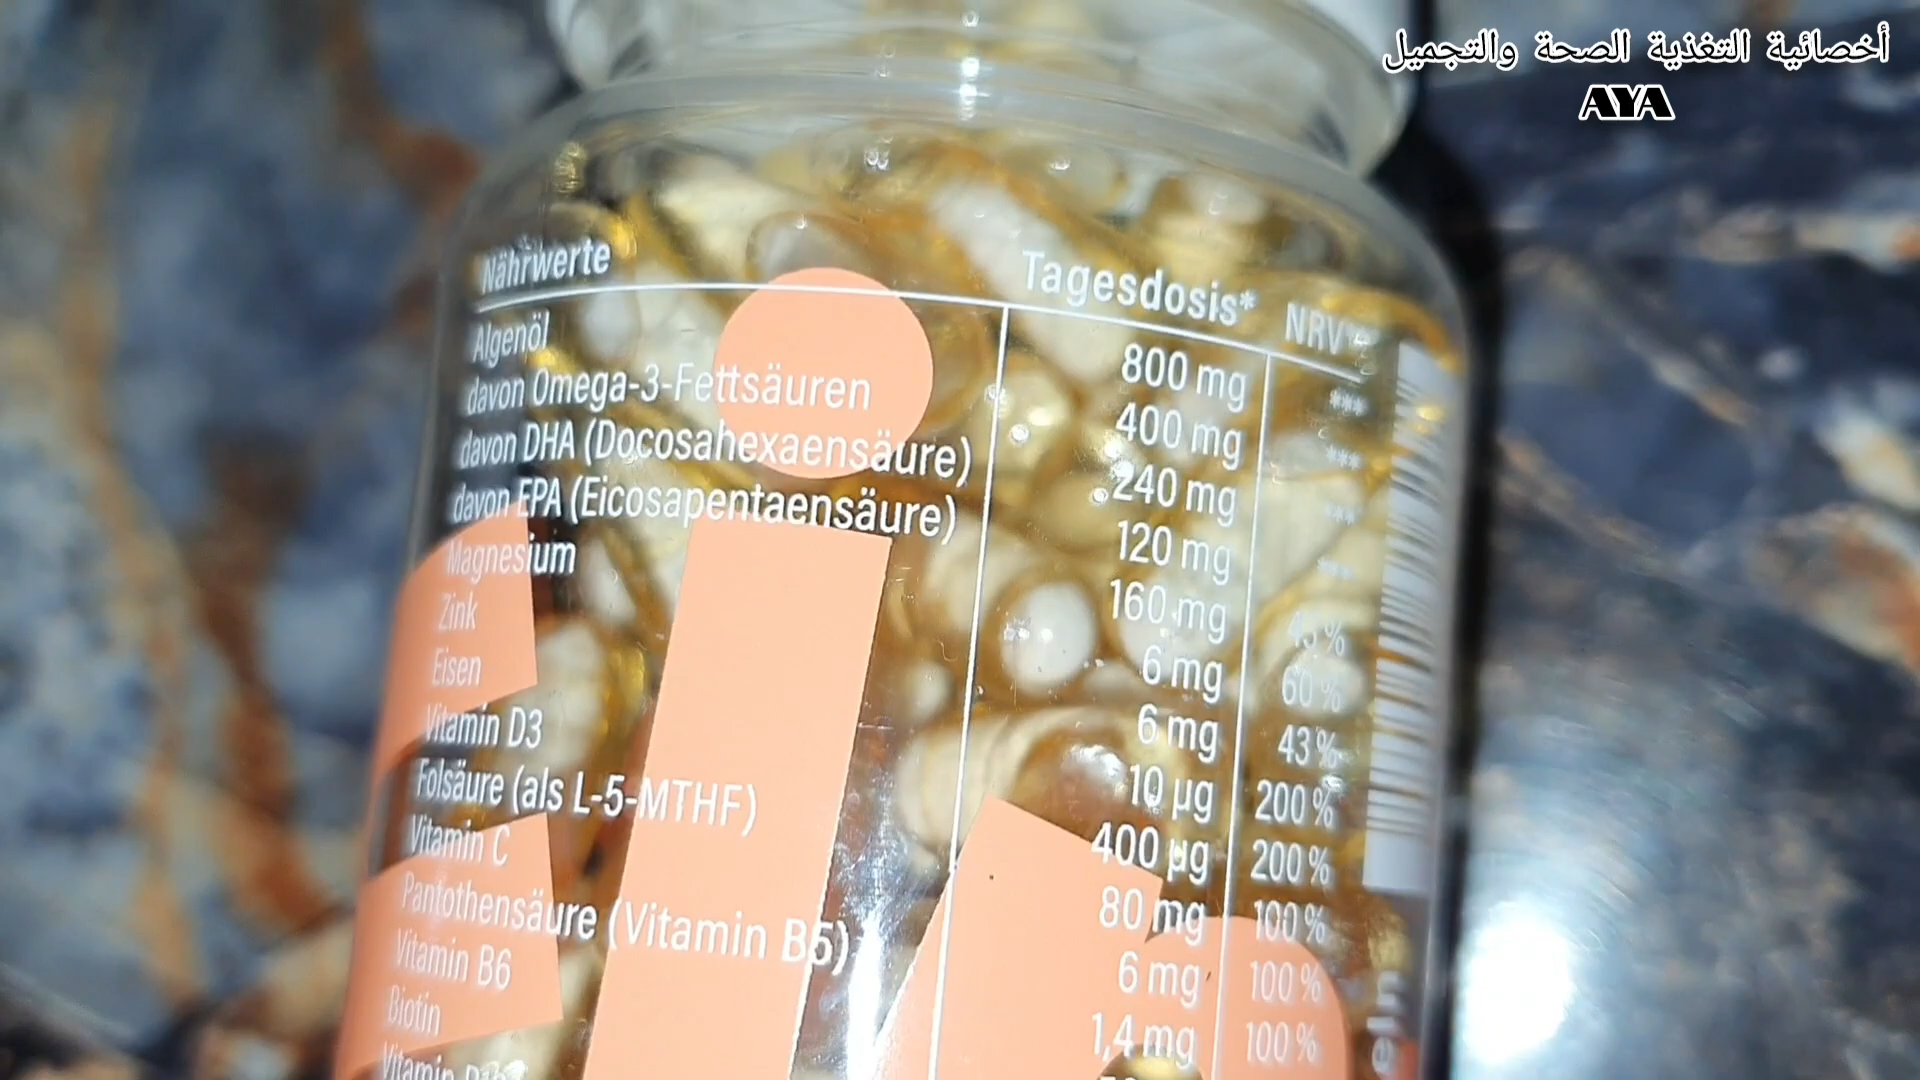 أخصائية التغذية الصحة والتجميل
AYA
Nährwerte Tagesdosis* NRV**
Algenöl 800 mg ***
davon Omega-3-Fettsäuren 400 mg ***
davon DHA (Docosahexaensäure) 240 mg ***
davon EPA (Eicosapentaensäure) 120 mg ***
Magnesium 160 mg 43 %
Zink 6 mg 60 %
Eisen 6 mg 43 %
Vitamin D3 10 µg 200 %
Folsäure (als L-5-MTHF) 400 µg 200 %
Vitamin C 80 mg 100 %
Pantothensäure (Vitamin B5) 6 mg 100 %
Vitamin B6 1,4 mg 100 %
Biotin
Vitamin